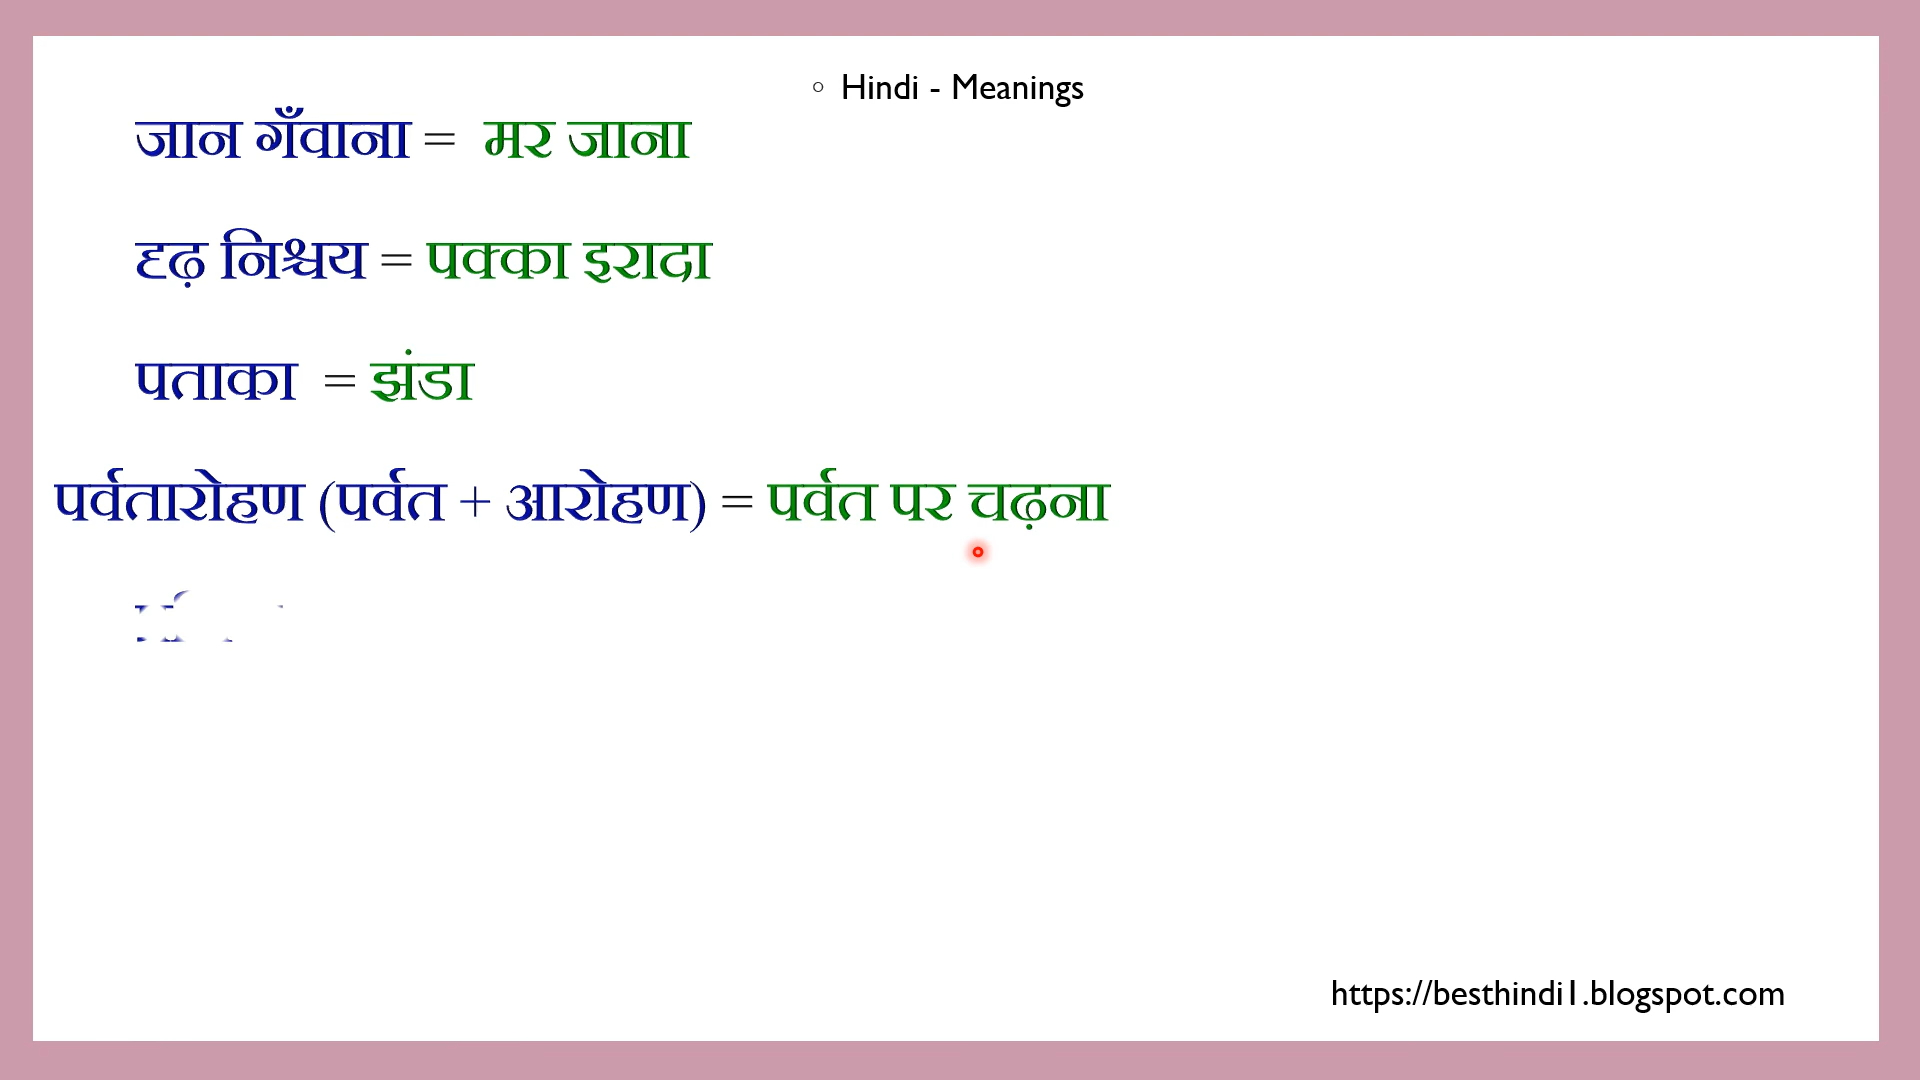 ◦ Hindi - Meanings
जान गँवाना = मर जाना
दृढ़ निश्चय = पक्का इरादा
पताका = झंडा
पर्वतारोहण (पर्वत + आरोहण) = पर्वत पर चढ़ना
https://besthindi1.blogspot.com